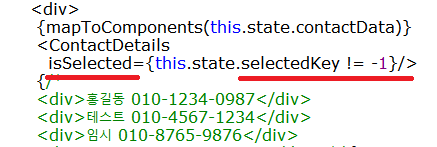 <div>
{mapToComponents(this.state.contactData)}
<ContactDetails
isSelected={this.state.selectedKey != -1}/>
{/*
<div>홍길동 010-1234-0987</div>
<div>테스트 010-4567-1234</div>
<div>임시 010-8765-9876</div>